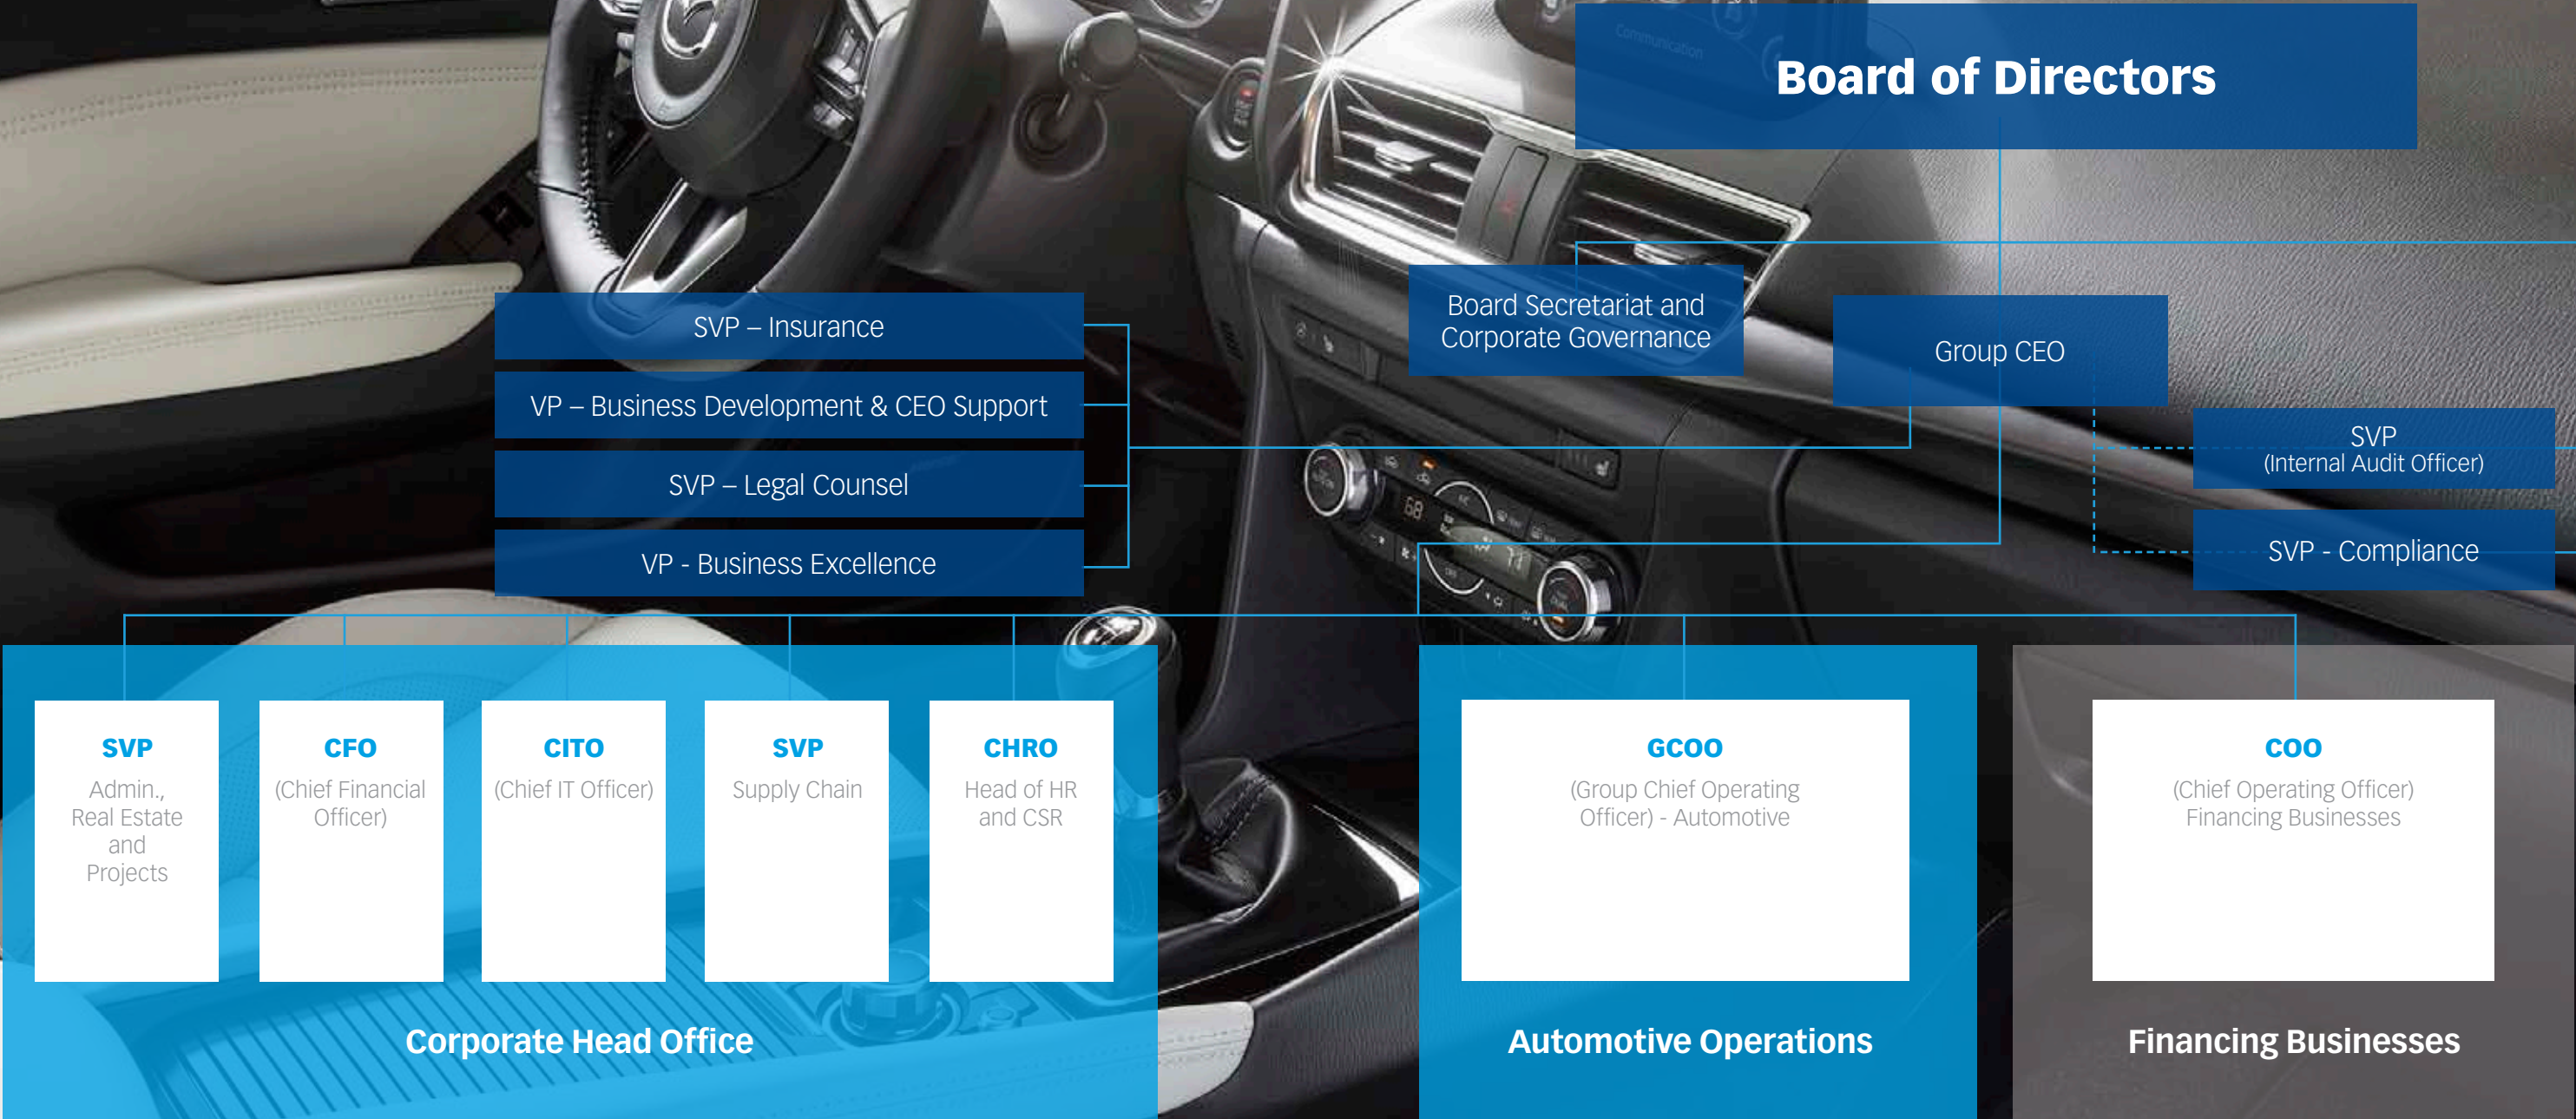 Communication
Board of Directors
Board Secretariat and
Corporate Governance
Group CEO
SVP – Insurance
VP – Business Development & CEO Support
SVP – Legal Counsel
VP - Business Excellence
SVP
(Internal Audit Officer)
SVP - Compliance
68
71
SVP
Admin.,
Real Estate
and
Projects
CFO
(Chief Financial
Officer)
CITO
(Chief IT Officer)
SVP
Supply Chain
CHRO
Head of HR
and CSR
Corporate Head Office
GCOO
(Group Chief Operating
Officer) - Automotive
Automotive Operations
COO
(Chief Operating Officer)
Financing Businesses
Financing Businesses